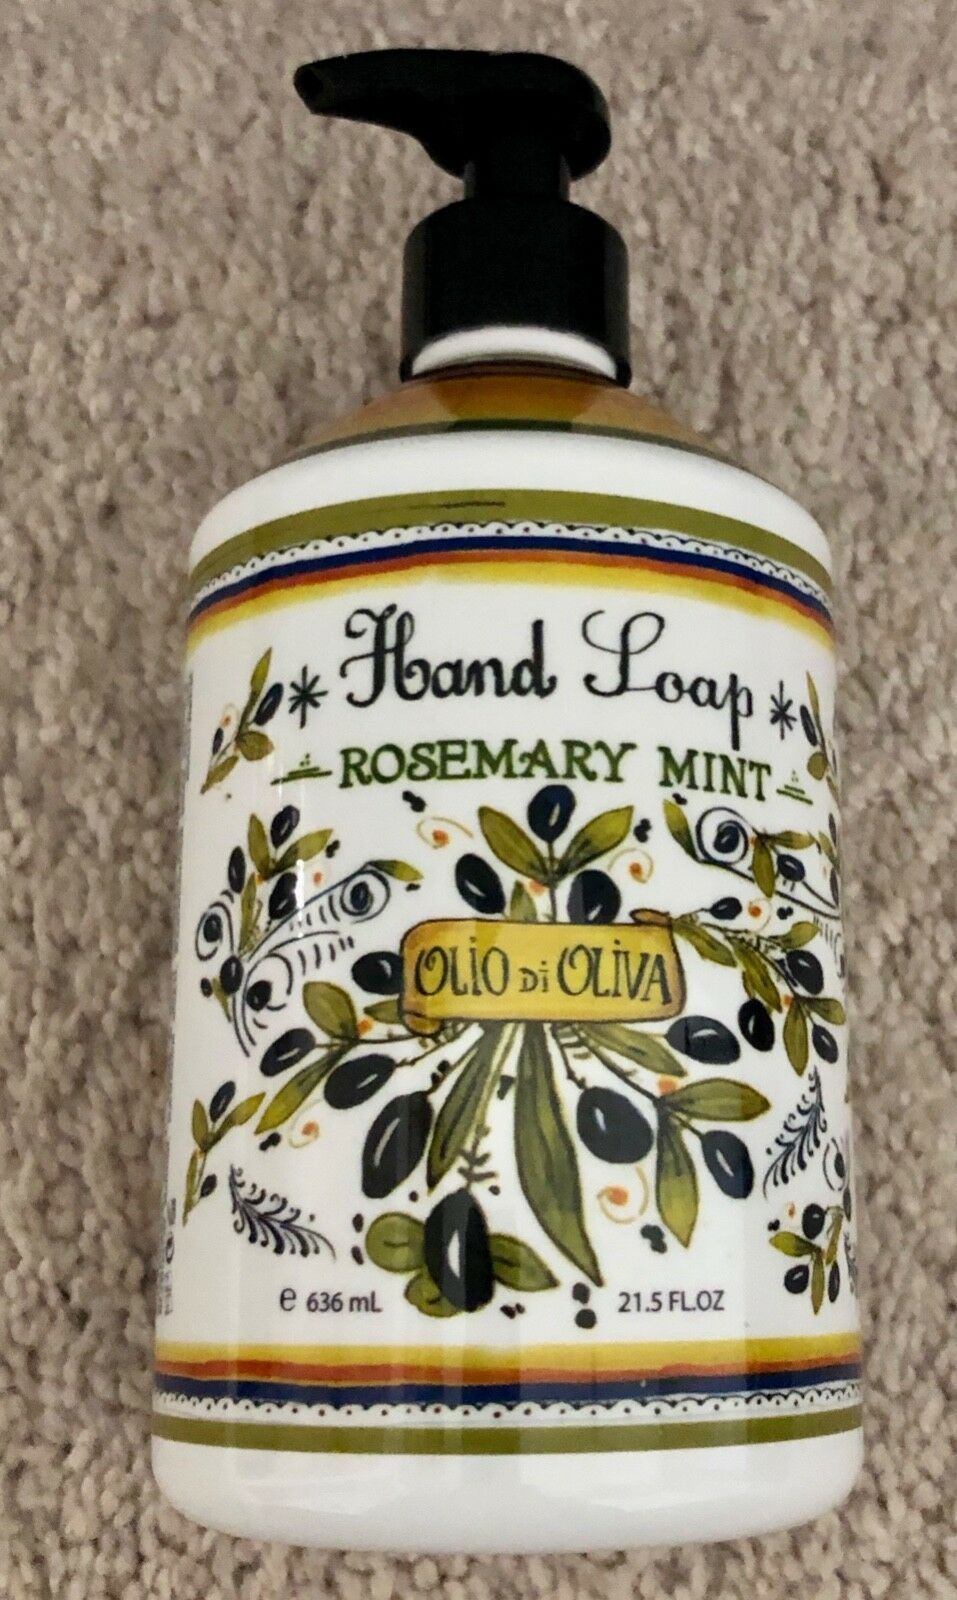 Hand Soap
ROSEMARY MINT
OLIO Di OLIVA
e 636 mL 21.5 FL.OZ